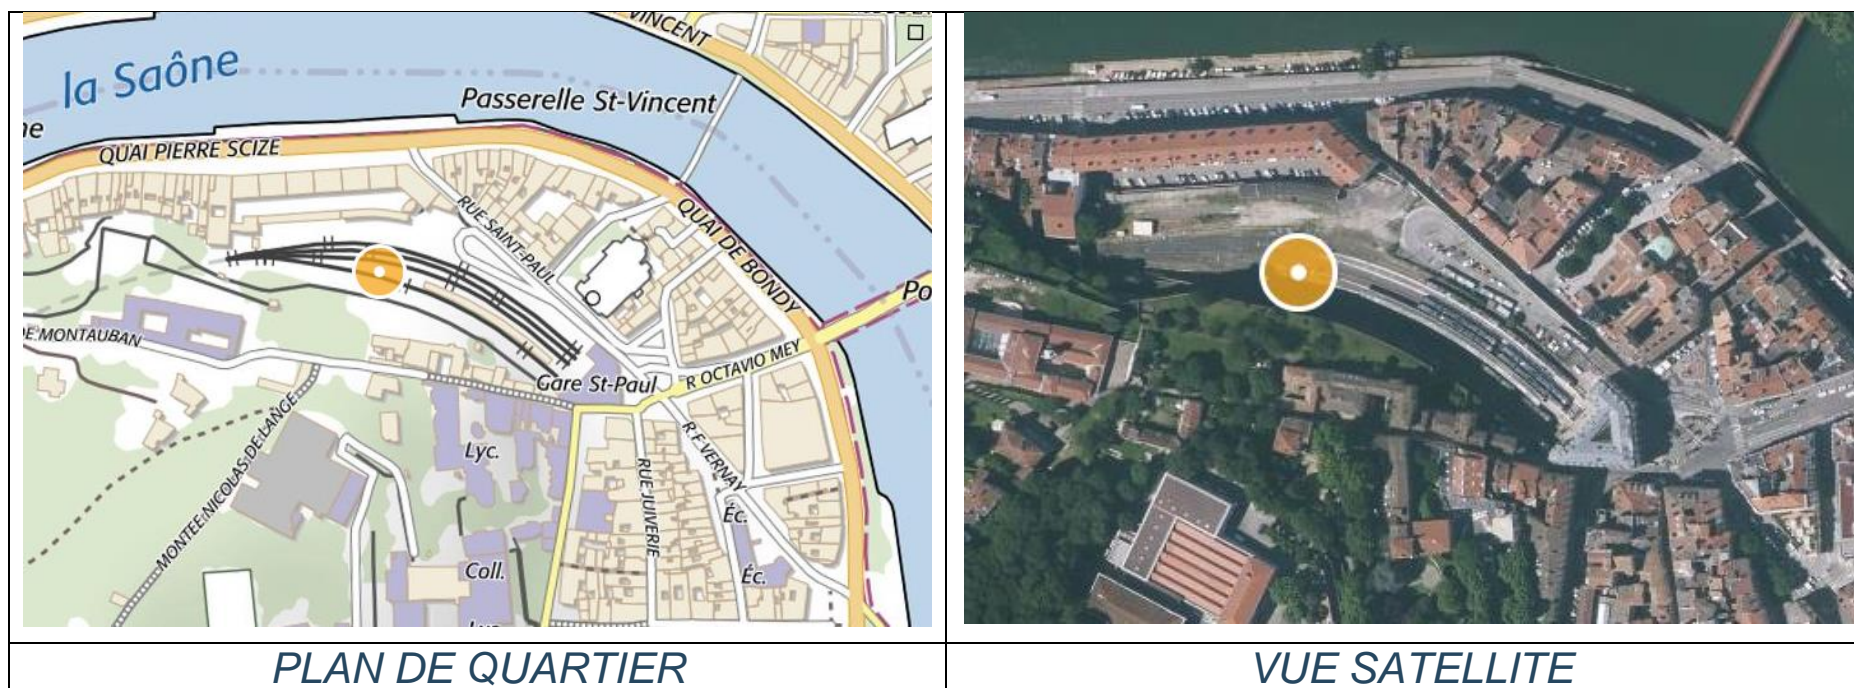 VINCENT
la Saône
Passerelle St-Vincent
ne
QUAI PIERRE SCIZE
RUE SAINT-PAUL
QUAI DE BONDY
Po
DE MONTAUBAN
Gare St-Paul
R OCTAVIO MEY
MONTEE NICOLAS DE LANGE
Lyc.
R F VERNAY
RUE JUIVERIE
Éc.
Coll.
Éc.
PLAN DE QUARTIER
VUE SATELLITE